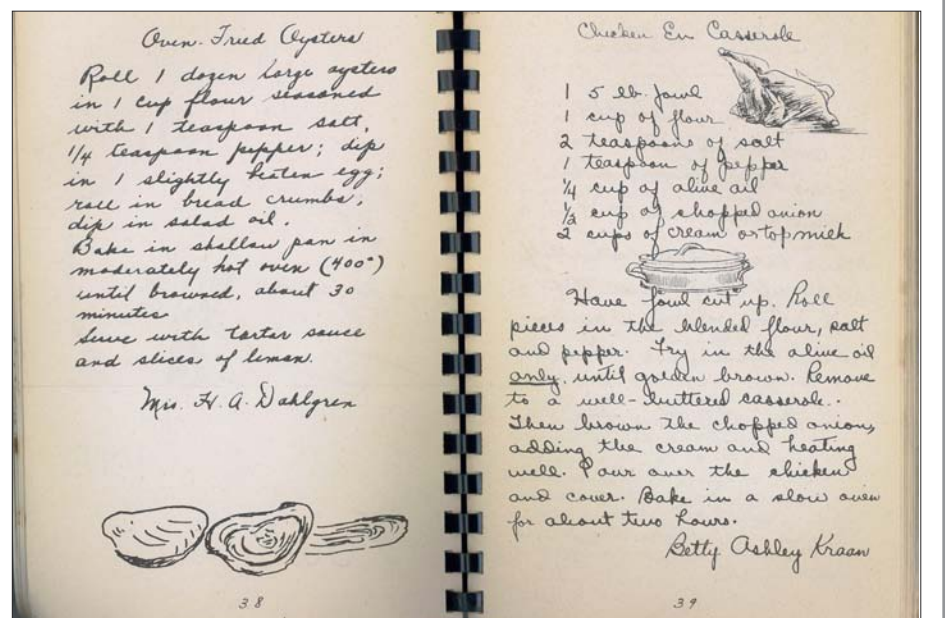 Oven-Fried Oysters
Roll 1 dozen large oysters
in 1 cup flour seasoned
with 1 teaspoon salt,
1/4 teaspoon pepper; dip
in 1 slightly beaten egg;
roll in bread crumbs,
dip in salad oil.
Bake in shallow pan in
moderately hot oven (400°)
until browned, about 30
minutes
Serve with tartar sauce
and slices of lemon.
Mrs. H. A. Dahlgren
38
Chicken En Casserole
1 5 lb. fowl
1 cup of flour
2 teaspoons of salt
1 teaspoon of pepper
1/4 cup of olive oil
1/2 cup of chopped onion
2 cups of cream or top milk
Have fowl cut up. Roll
pieces in the blended flour, salt
and pepper. Fry in the olive oil
only, until golden brown. Remove
to a well-buttered casserole.
Then brown the chopped onions,
adding the cream and heating
well. Pour over the chicken
and cover. Bake in a slow oven
for about two hours.
Betty Ashley Kraan
39